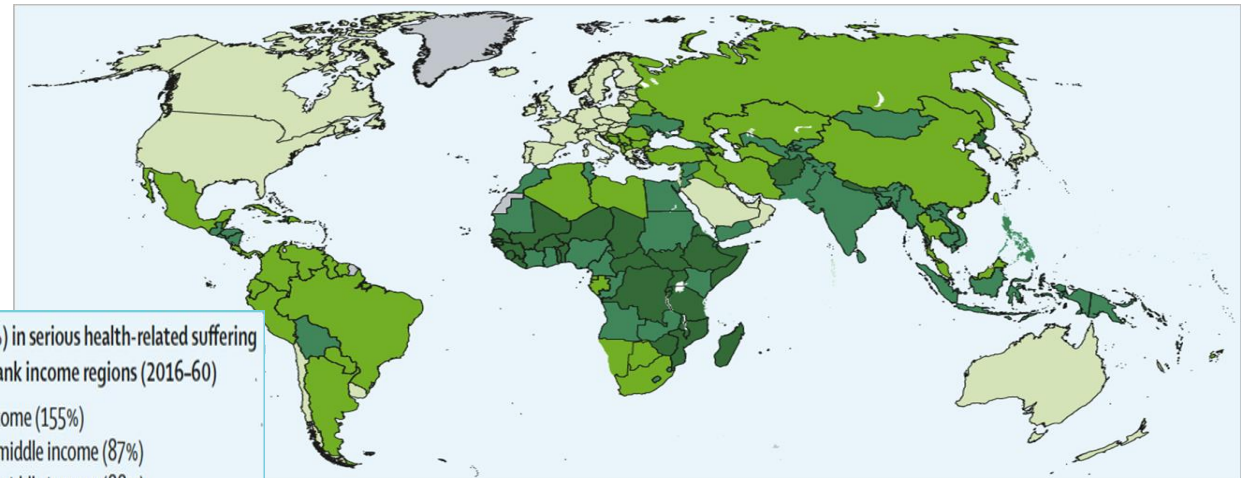 ) in serious health-related suffering
ank income regions (2016–60)
ome (155%)
middle income (87%)